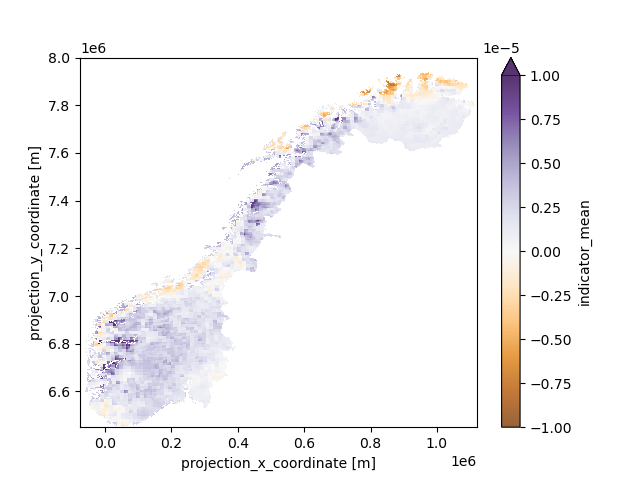 1e6
8.0
7.8
7.6
7.4
7.2
7.0
6.8
6.6
projection_y_coordinate [m]
0.0 0.2 0.4 0.6 0.8 1.0
projection_x_coordinate [m]
1e6
1e−5
1.00
0.75
0.50
0.25
0.00
−0.25
−0.50
−0.75
−1.00
indicator_mean